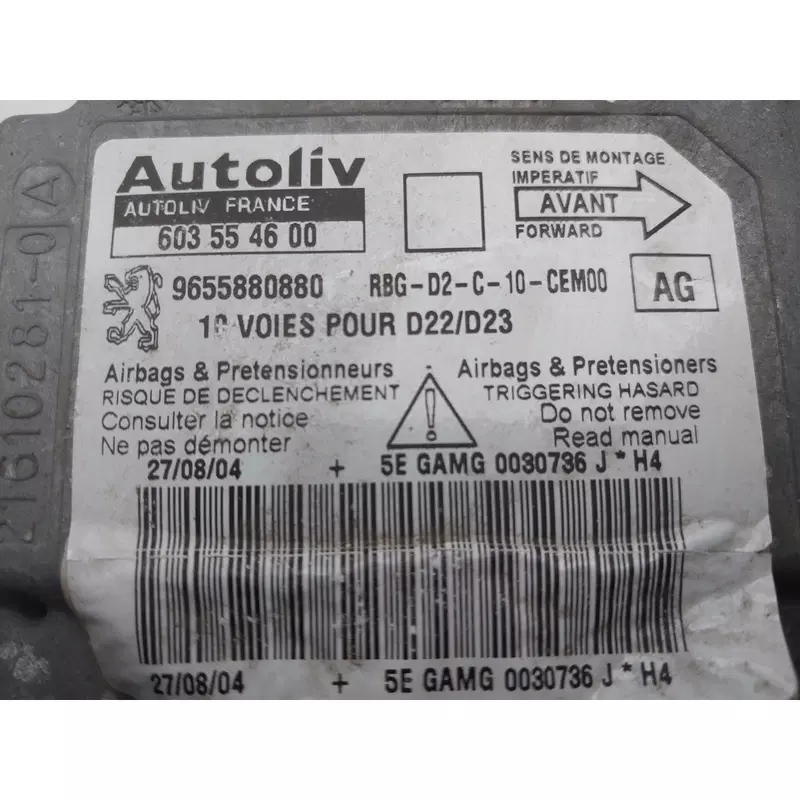 Autoliv
AUTOLIV FRANCE
603 55 46 00
SENS DE MONTAGE
IMPERATIF
AVANT
FORWARD
9655880880 RBG-D2-C-10-CEM00
AG
VOIES POUR D22/D23
Airbags & Pretensionneurs
RISQUE DE DECLENCHEMENT
Consulter la notice
Ne pas démonter
Airbags & Pretensioners
TRIGGERING HASARD
Do not remove
Read manual
27/08/04 + 5E GAMG 0030736 J * H4
27/08/04 + 5E GAMG 0030736 J * H4
21610281-0 A